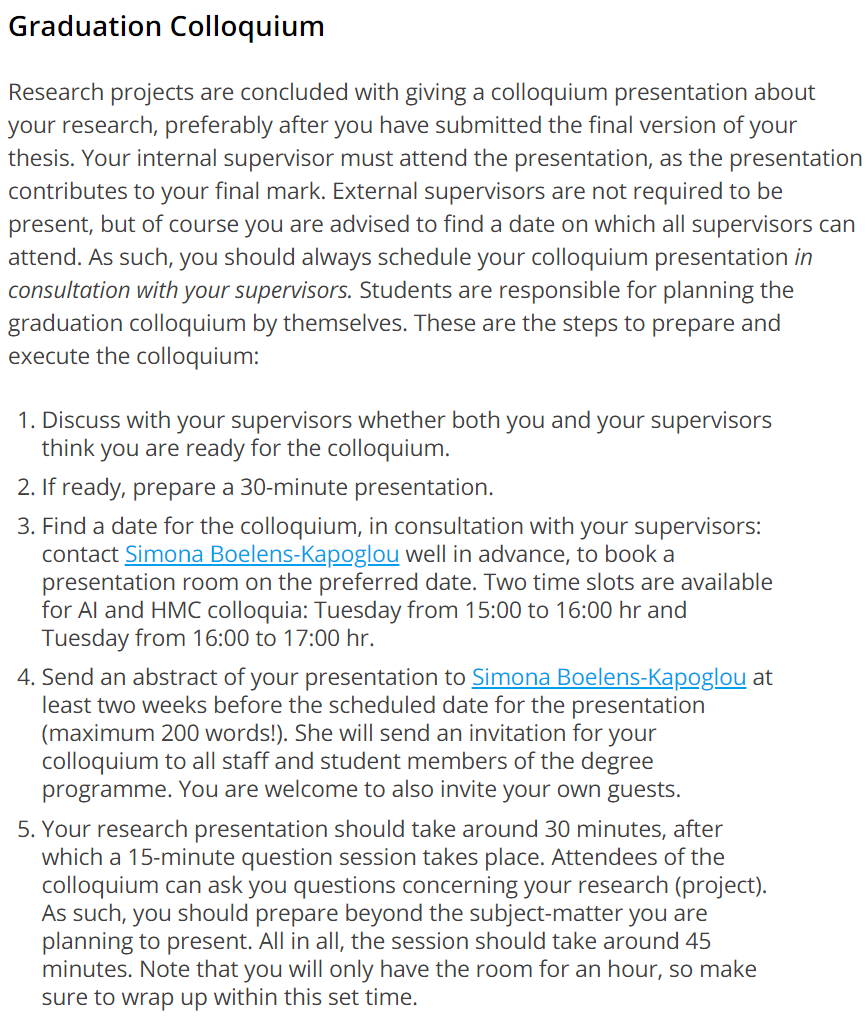 Graduation Colloquium
Research projects are concluded with giving a colloquium presentation about
your research, preferably after you have submitted the final version of your
thesis. Your internal supervisor must attend the presentation, as the presentation
contributes to your final mark. External supervisors are not required to be
present, but of course you are advised to find a date on which all supervisors can
attend. As such, you should always schedule your colloquium presentation in
consultation with your supervisors. Students are responsible for planning the
graduation colloquium by themselves. These are the steps to prepare and
execute the colloquium:
1. Discuss with your supervisors whether both you and your supervisors
think you are ready for the colloquium.
2. If ready, prepare a 30-minute presentation.
3. Find a date for the colloquium, in consultation with your supervisors:
contact Simona Boelens-Kapoglou well in advance, to book a
presentation room on the preferred date. Two time slots are available
for AI and HMC colloquia: Tuesday from 15:00 to 16:00 hr and
Tuesday from 16:00 to 17:00 hr.
4. Send an abstract of your presentation to Simona Boelens-Kapoglou at
least two weeks before the scheduled date for the presentation
(maximum 200 words!). She will send an invitation for your
colloquium to all staff and student members of the degree
programme. You are welcome to also invite your own guests.
5. Your research presentation should take around 30 minutes, after
which a 15-minute question session takes place. Attendees of the
colloquium can ask you questions concerning your research (project).
As such, you should prepare beyond the subject-matter you are
planning to present. All in all, the session should take around 45
minutes. Note that you will only have the room for an hour, so make
sure to wrap up within this set time.